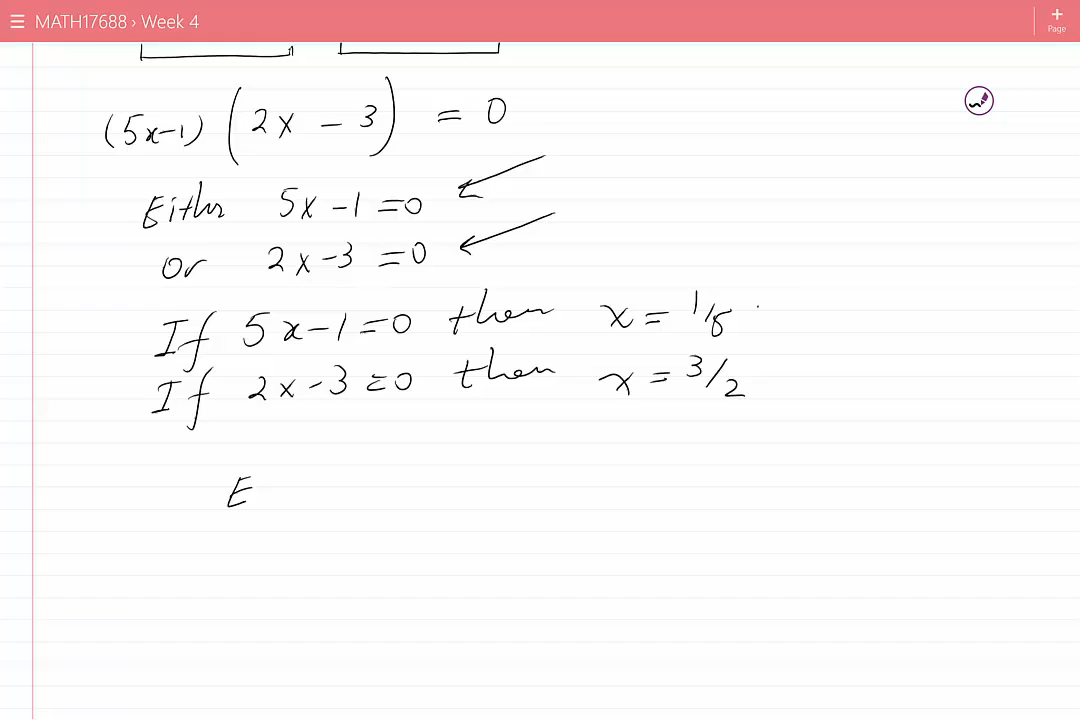 MATH17688 › Week 4
Page
(5x-1) (2x - 3) = 0
Either 5x - 1 = 0
or 2x - 3 = 0
If 5x - 1 = 0 then x = 1/5
If 2x - 3 = 0 then x = 3/2
E